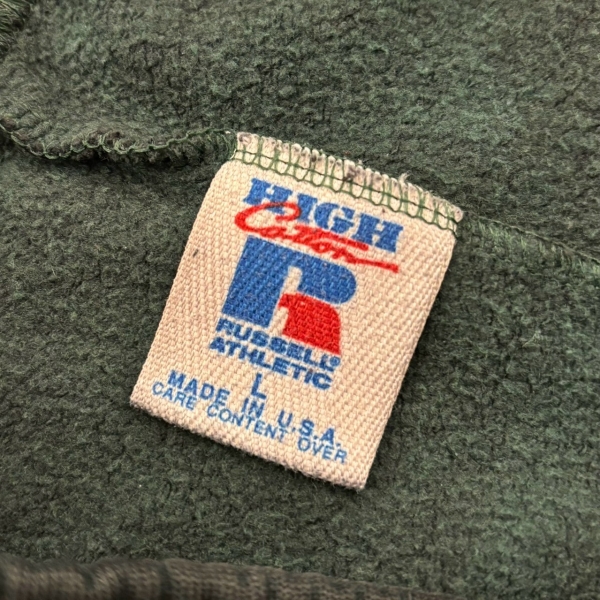 HIGH
Cotton
R
RUSSELL®
ATHLETIC
L
MADE IN U.S.A.
CARE CONTENT OVER